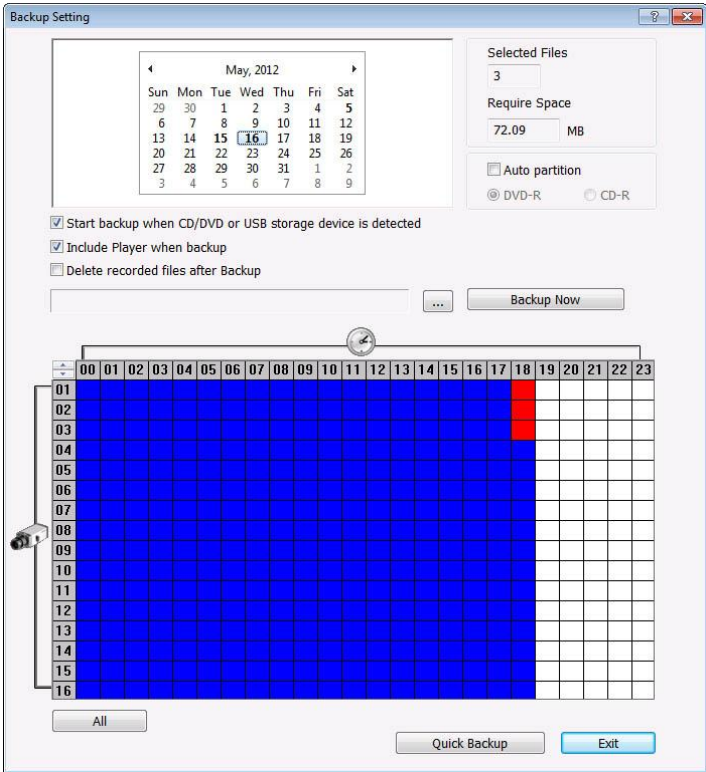 Backup Setting
May, 2012
Sun Mon Tue Wed Thu Fri Sat
29 30 1 2 3 4 5
6 7 8 9 10 11 12
13 14 15 16 17 18 19
20 21 22 23 24 25 26
27 28 29 30 31 1 2
3 4 5 6 7 8 9
Selected Files
3
Require Space
72.09 MB
Auto partition
DVD-R CD-R
Start backup when CD/DVD or USB storage device is detected
Include Player when backup
Delete recorded files after Backup
... Backup Now
00 01 02 03 04 05 06 07 08 09 10 11 12 13 14 15 16 17 18 19 20 21 22 23
01
02
03
04
05
06
07
08
09
10
11
12
13
14
15
16
All
Quick Backup Exit